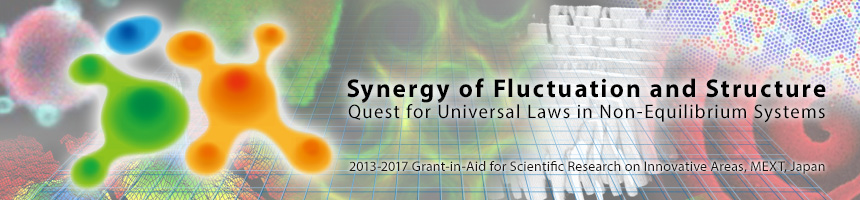 Synergy of Fluctuation and Structure
Quest for Universal Laws in Non-Equilibrium Systems
2013-2017 Grant-in-Aid for Scientific Research on Innovative Areas, MEXT, Japan